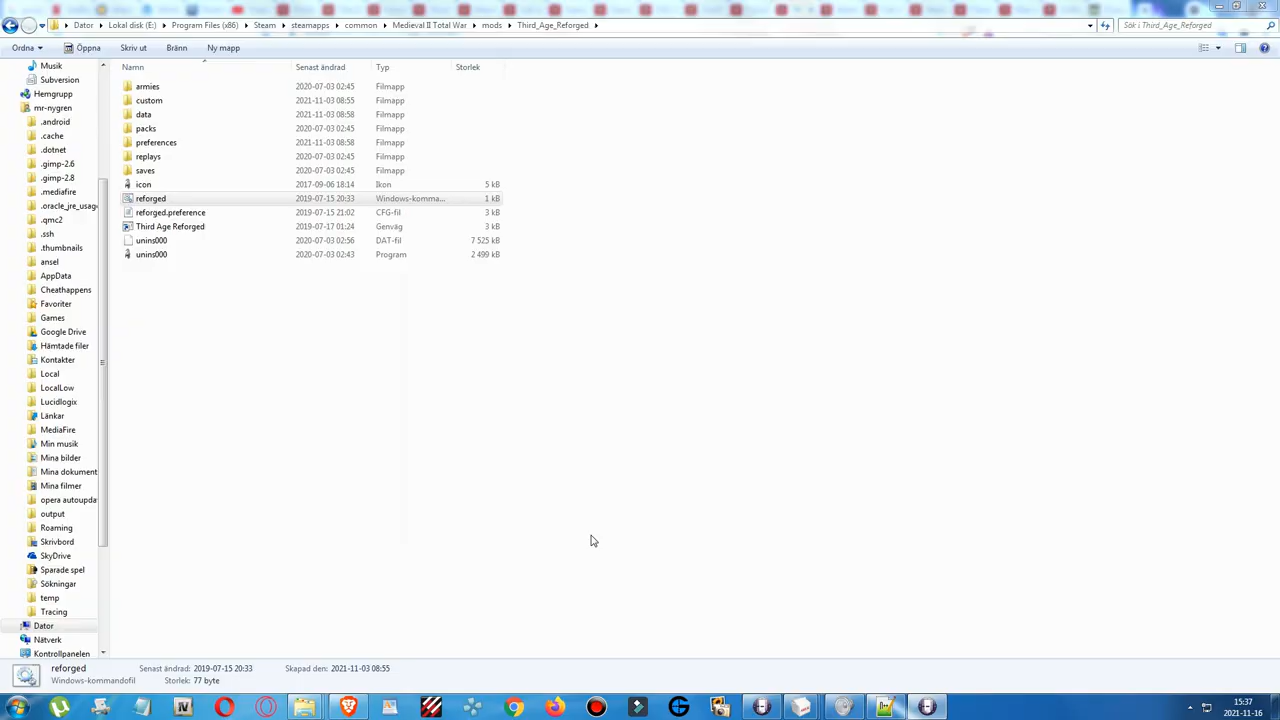 Dator ▸ Lokal disk (E:) ▸ Program Files (x86) ▸ Steam ▸ steamapps ▸ common ▸ Medieval II Total War ▸ mods ▸ Third_Age_Reforged ▸ Sök i Third_Age_Reforged
Ordna Öppna Skriv ut Bränn Ny mapp
Namn Senast ändrad Typ Storlek
armies 2020-07-03 02:45 Filmapp
custom 2021-11-03 08:55 Filmapp
data 2021-11-03 08:58 Filmapp
packs 2020-07-03 02:45 Filmapp
preferences 2021-11-03 08:58 Filmapp
replays 2020-07-03 02:45 Filmapp
saves 2020-07-03 02:45 Filmapp
icon 2017-09-06 18:14 Ikon 5 kB
reforged 2019-07-15 20:33 Windows-komma... 1 kB
reforged.preference 2019-07-15 21:02 CFG-fil 3 kB
Third Age Reforged 2019-07-17 01:24 Genväg 3 kB
unins000 2020-07-03 02:56 DAT-fil 7 525 kB
unins000 2020-07-03 02:43 Program 2 499 kB
Musik
Subversion
Hemgrupp
mr-nygren
.android
.cache
.dotnet
.gimp-2.6
.gimp-2.8
.mediafire
.oracle_jre_usage
.qmc2
.ssh
.thumbnails
ansel
AppData
Cheathappens
Favoriter
Games
Google Drive
Hämtade filer
Kontakter
Local
LocalLow
Lucidlogix
Länkar
MediaFire
Min musik
Mina bilder
Mina dokument
Mina filmer
opera autoupda
output
Roaming
Skrivbord
SkyDrive
Sparade spel
Sökningar
temp
Tracing
Dator
Nätverk
Kontrollpanelen
reforged Senast ändrad: 2019-07-15 20:33 Skapad den: 2021-11-03 08:55
Windows-kommandofil Storlek: 77 byte
15:37
2021-11-16